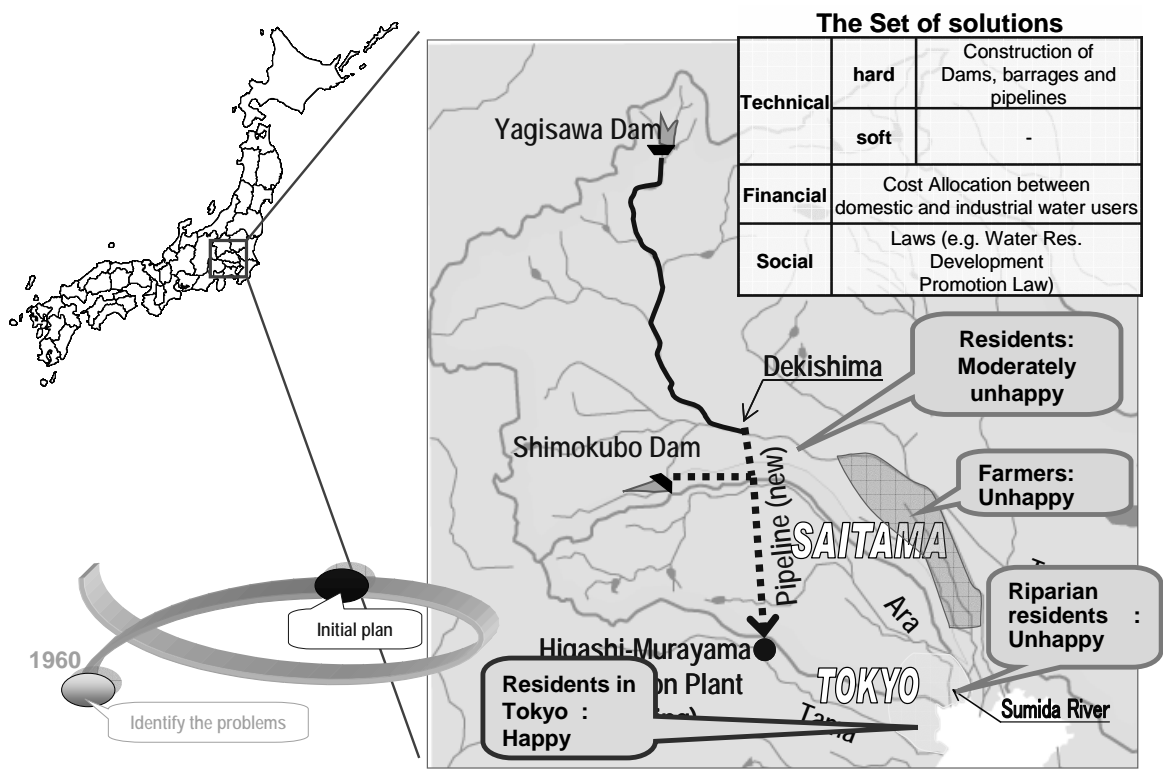 The Set of solutions
Technical
hard
Construction of
Dams, barrages and
pipelines
soft
-
Financial
Cost Allocation between
domestic and industrial water users
Social
Laws (e.g. Water Res.
Development
Promotion Law)
Yagisawa Dam
Residents:
Moderately
unhappy
Dekishima
Shimokubo Dam
Pipeline (new)
Farmers:
Unhappy
SAITAMA
Ara
Riparian
residents :
Unhappy
Initial plan
1960
Identify the problems
Higashi-Murayama
Plant
Residents in
Tokyo :
Happy
TOKYO
Tama
Sumida River